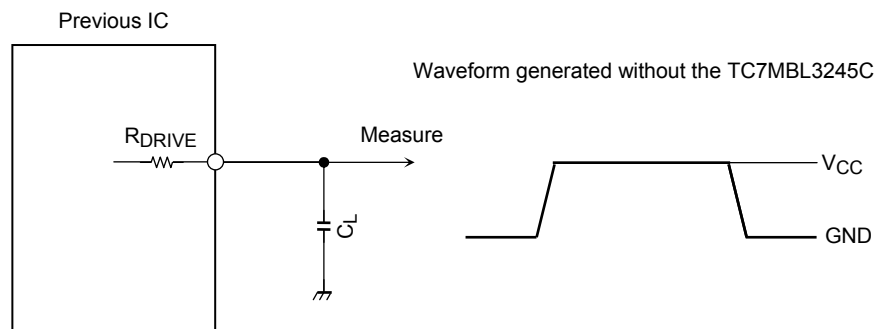 Previous IC
Waveform generated without the TC7MBL3245C
RDRIVE
Measure
VCC
CL
GND